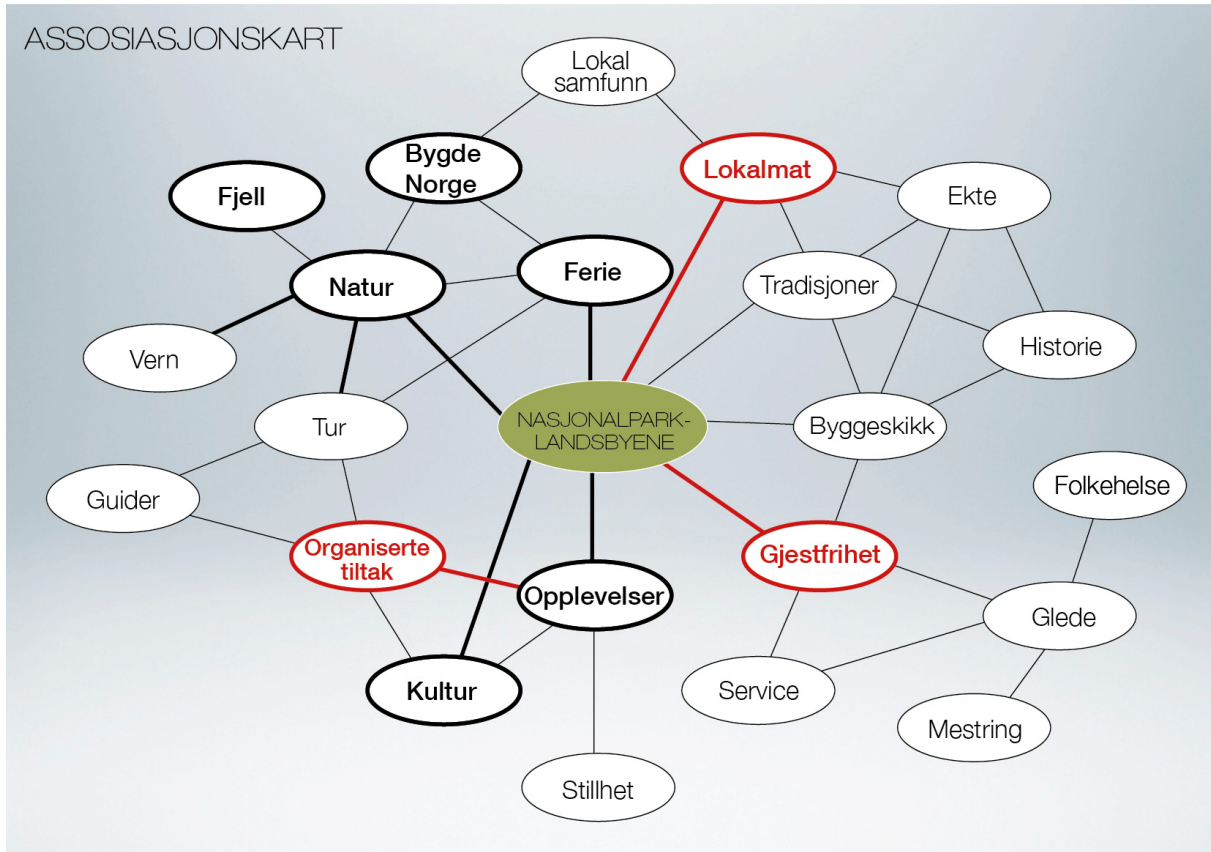 ASSOSIASJONSKART
Lokal
samfunn
Bygde
Norge
Lokalmat
Fjell
Ekte
Natur
Ferie
Tradisjoner
Vern
Historie
Tur
NASJONALPARK-
LANDSBYENE
Byggeskikk
Guider
Folkehelse
Organiserte
tiltak
Gjestfrihet
Opplevelser
Glede
Kultur
Service
Mestring
Stillhet